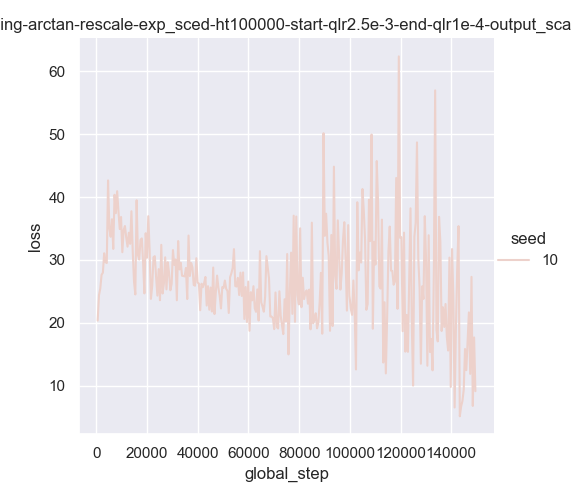 ing-arctan-rescale-exp_sced-ht100000-start-qlr2.5e-3-end-qlr1e-4-output_sca
60
50
40
30
20
10
loss
0 20000 40000 60000 80000 100000 120000 140000
global_step
seed
10